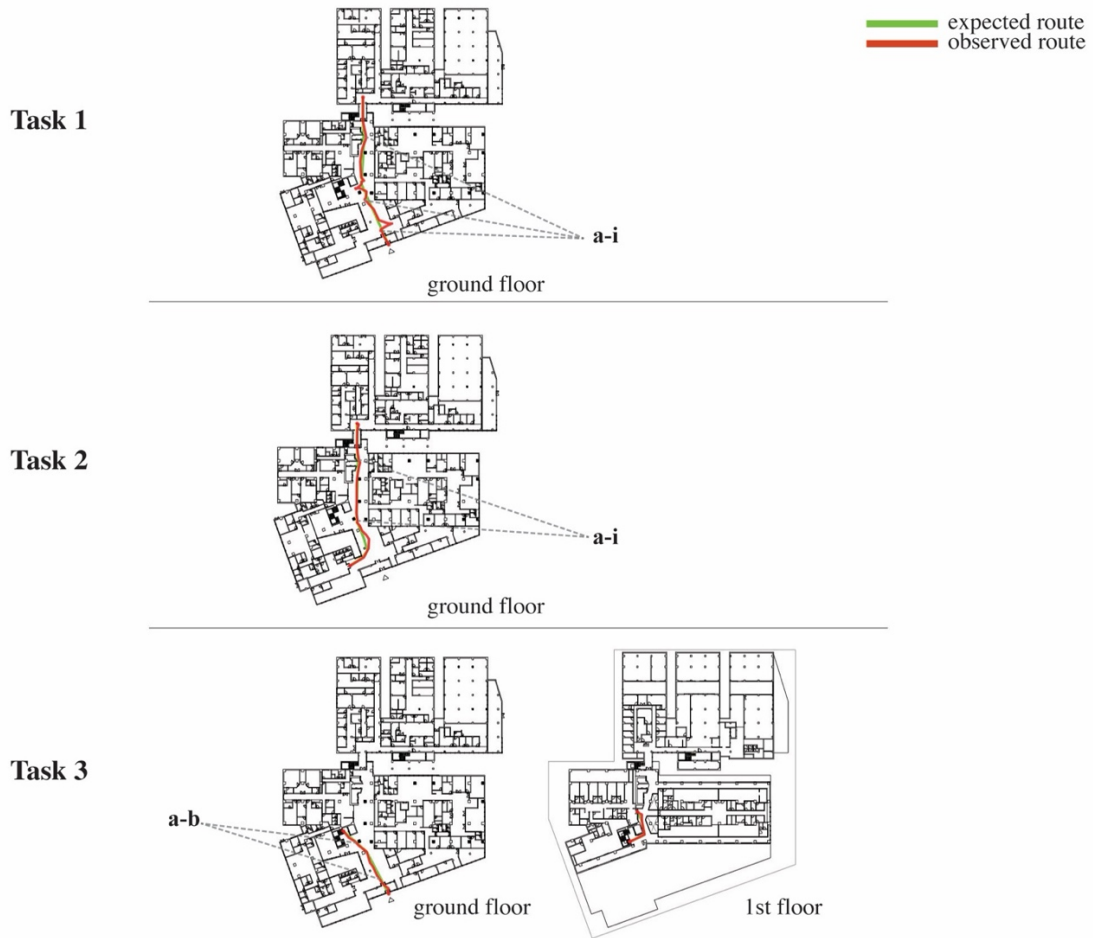 expected route
observed route
Task 1
a-i
ground floor
Task 2
a-i
ground floor
Task 3
a-b
ground floor
1st floor